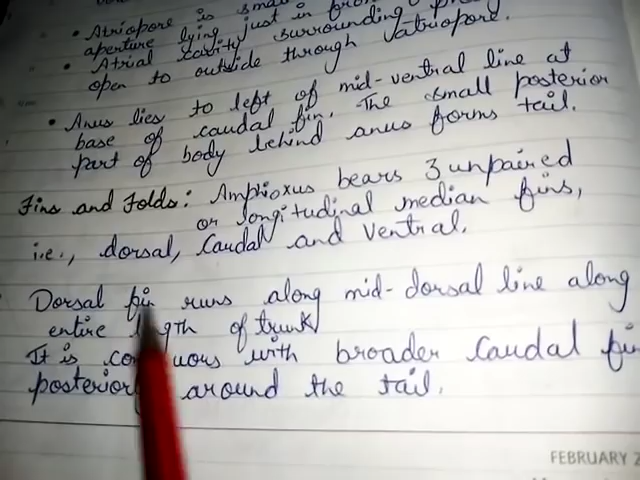 • Atriopore is small
aperture lying just in front
• Atrial cavity surrounding
open to outside through atriopore.
• Anus lies to left of mid-ventral line at
base of caudal fin. The small posterior
part of body behind anus forms tail.
Fins and Folds: Amphioxus bears 3 unpaired
or longitudinal median fins,
i.e., dorsal, Caudal and Ventral.
Dorsal fin runs along mid-dorsal line along
entire of trunk
It is with broader Caudal
around the tail.
FEBRUARY